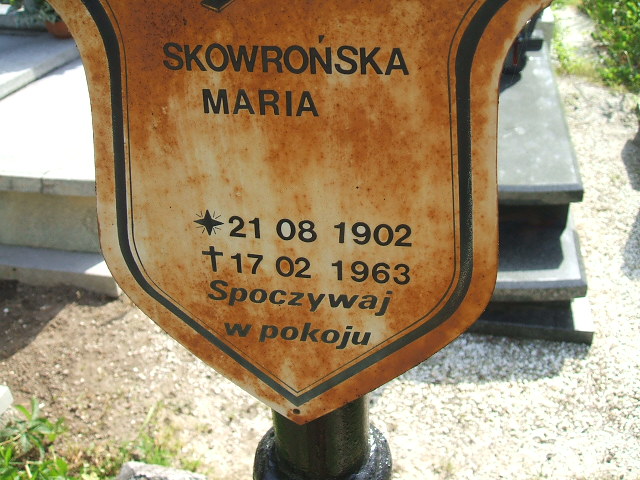 SKOWROŃSKA
MARIA
21 08 1902
17 02 1963
Spoczywaj
w pokoju